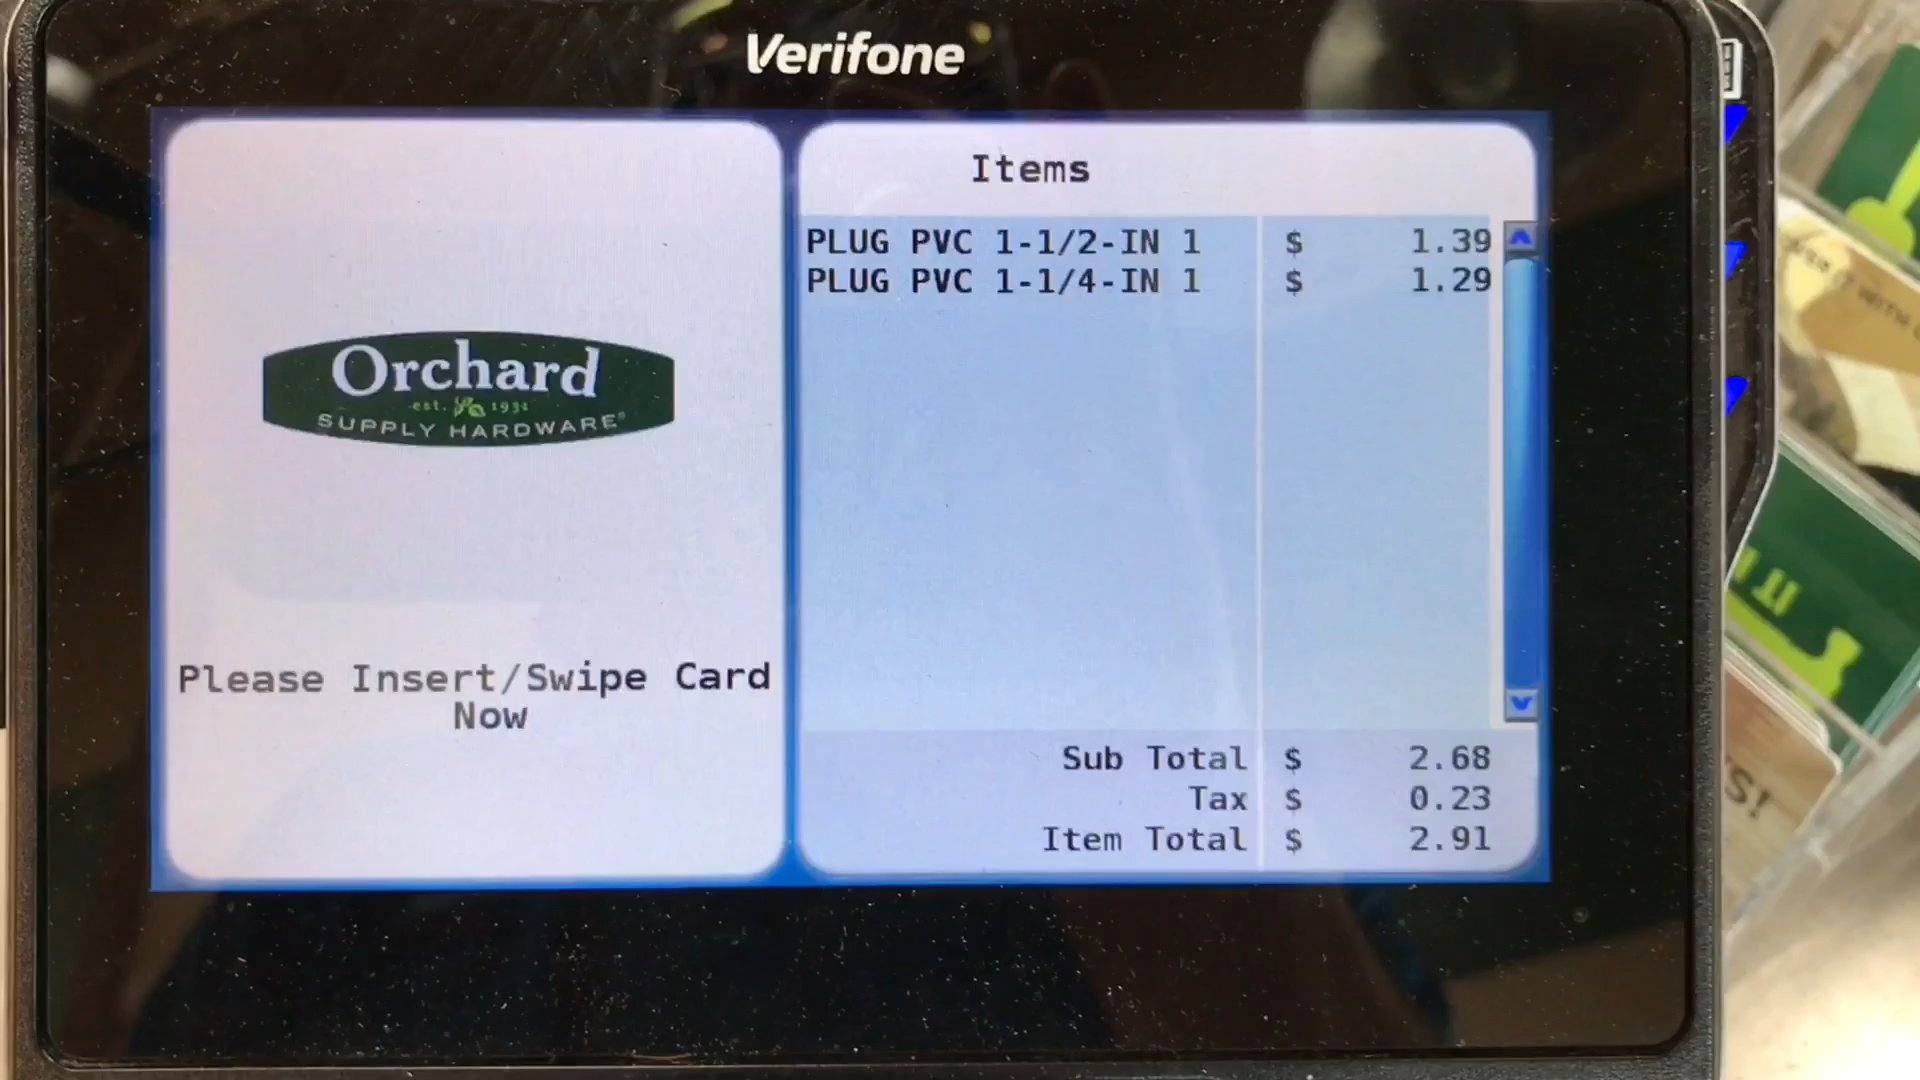 Verifone
Orchard
est. 1931
SUPPLY HARDWARE®
Please Insert/Swipe Card
Now
Items
PLUG PVC 1-1/2-IN 1 $ 1.39
PLUG PVC 1-1/4-IN 1 $ 1.29
Sub Total $ 2.68
Tax $ 0.23
Item Total $ 2.91
WITH
S!